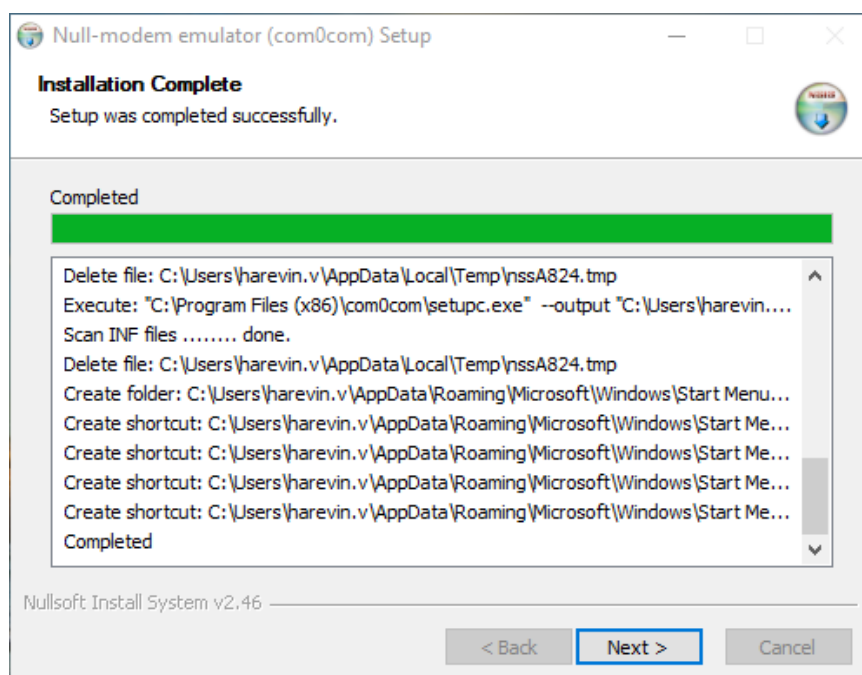 Null-modem emulator (com0com) Setup
Installation Complete
Setup was completed successfully.
Completed
Delete file: C:\Users\harevin.v\AppData\Local\Temp\nssA824.tmp
Execute: "C:\Program Files (x86)\com0com\setupc.exe"  --output "C:\Users\harevin....
Scan INF files ........ done.
Delete file: C:\Users\harevin.v\AppData\Local\Temp\nssA824.tmp
Create folder: C:\Users\harevin.v\AppData\Roaming\Microsoft\Windows\Start Menu...
Create shortcut: C:\Users\harevin.v\AppData\Roaming\Microsoft\Windows\Start Me...
Create shortcut: C:\Users\harevin.v\AppData\Roaming\Microsoft\Windows\Start Me...
Create shortcut: C:\Users\harevin.v\AppData\Roaming\Microsoft\Windows\Start Me...
Create shortcut: C:\Users\harevin.v\AppData\Roaming\Microsoft\Windows\Start Me...
Completed
Nullsoft Install System v2.46
< Back
Next >
Cancel